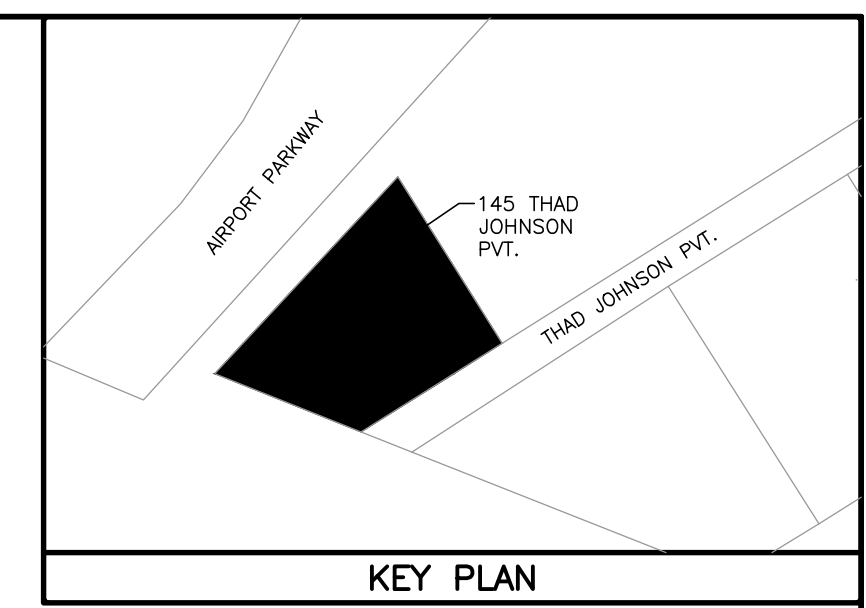 AIRPORT PARKWAY
145 THAD
JOHNSON
PVT.
THAD JOHNSON PVT.
KEY PLAN